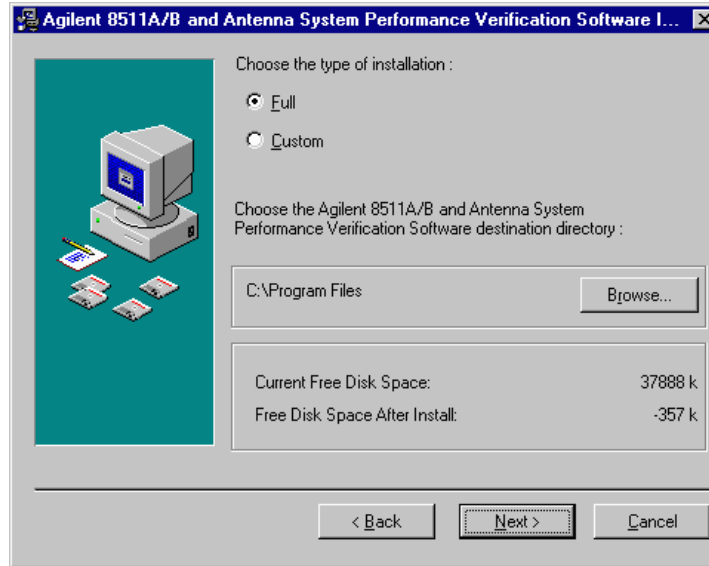 Agilent 8511A/B and Antenna System Performance Verification Software I...
Choose the type of installation :
Full
Custom
Choose the Agilent 8511A/B and Antenna System
Performance Verification Software destination directory :
C:\Program Files
Browse...
Current Free Disk Space: 37888 k
Free Disk Space After Install: -357 k
< Back
Next >
Cancel